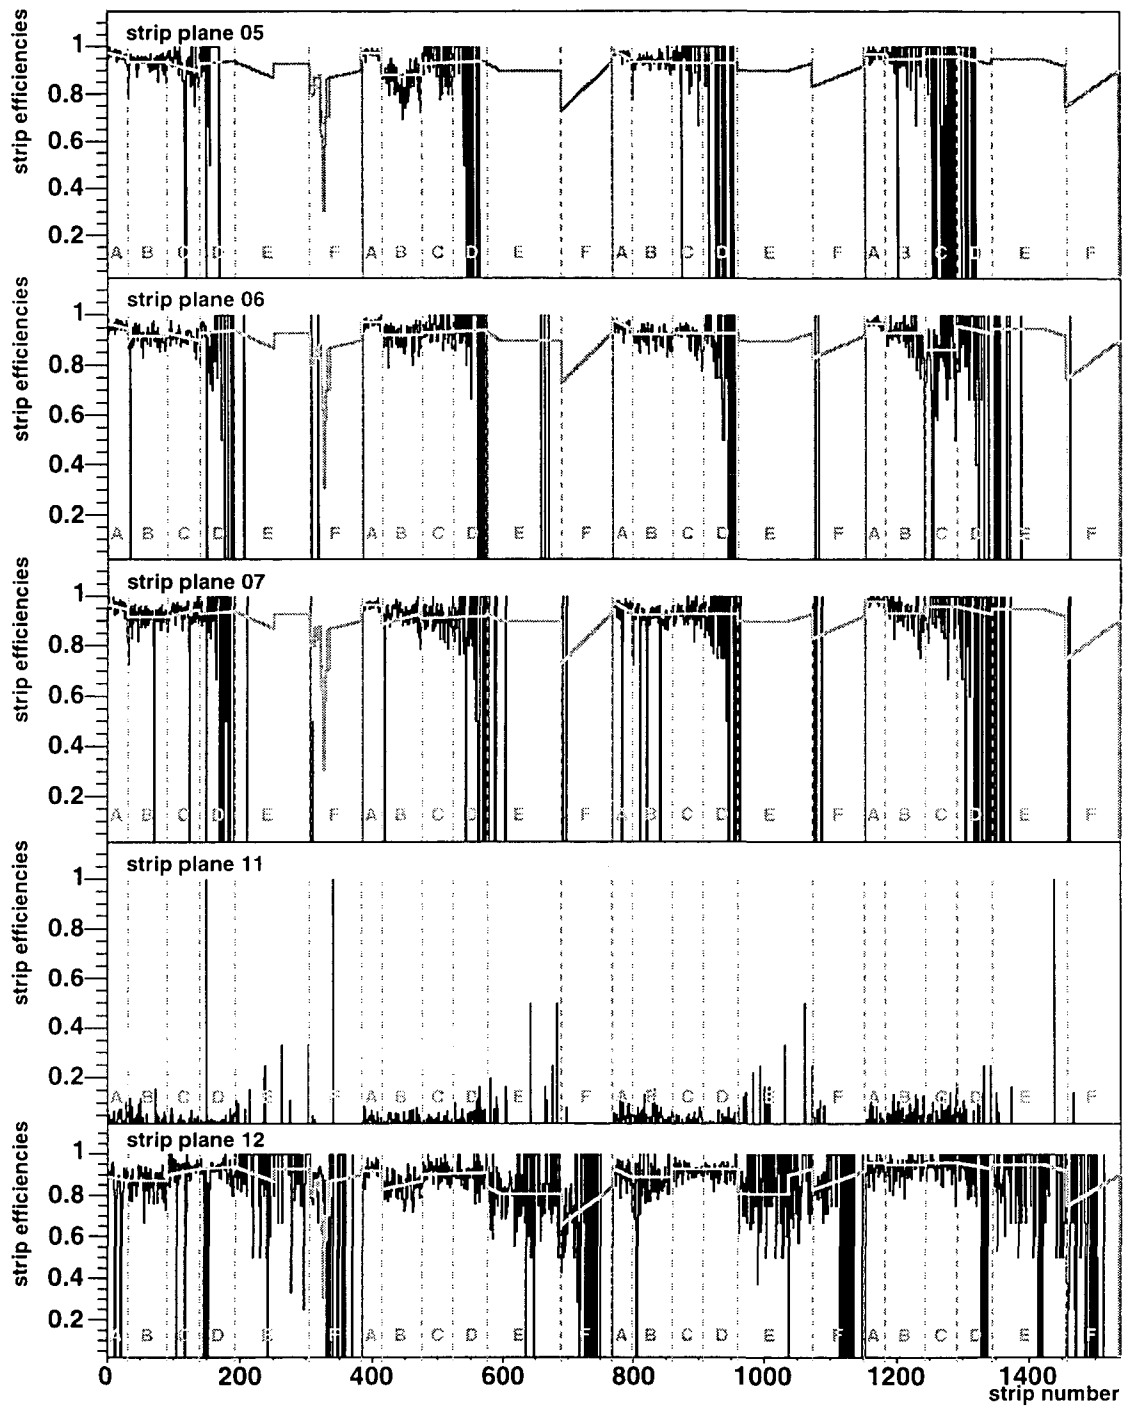 strip plane 05
strip efficiencies
1
0.8
0.6
0.4
0.2
A B C D E F A B C D E F A B C D E F A B C D E F
strip plane 06
strip efficiencies
1
0.8
0.6
0.4
0.2
A B C D E F A B C D E F A B C D E F A B C D E F
strip plane 07
strip efficiencies
1
0.8
0.6
0.4
0.2
A B C D E F A B C D E F A B C D E F A B C D E F
strip plane 11
strip efficiencies
1
0.8
0.6
0.4
0.2
A B C D E F A B C D E F A B C D E F A B C D E F
strip plane 12
strip efficiencies
1
0.8
0.6
0.4
0.2
A B C D E F A B C D E F A B C D E F A B C D E F
0 200 400 600 800 1000 1200 1400
strip number